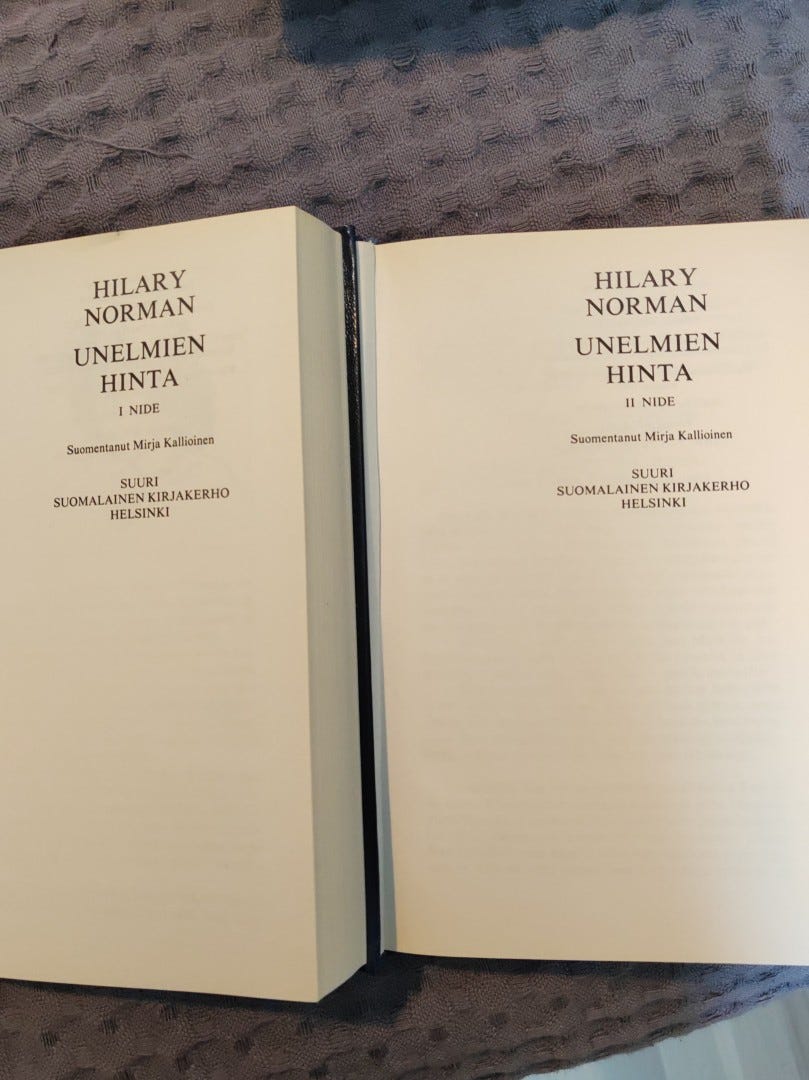 HILARY
NORMAN
UNELMIEN
HINTA
I NIDE
Suomentanut Mirja Kallioinen
SUURI
SUOMALAINEN KIRJAKERHO
HELSINKI
HILARY
NORMAN
UNELMIEN
HINTA
II NIDE
Suomentanut Mirja Kallioinen
SUURI
SUOMALAINEN KIRJAKERHO
HELSINKI